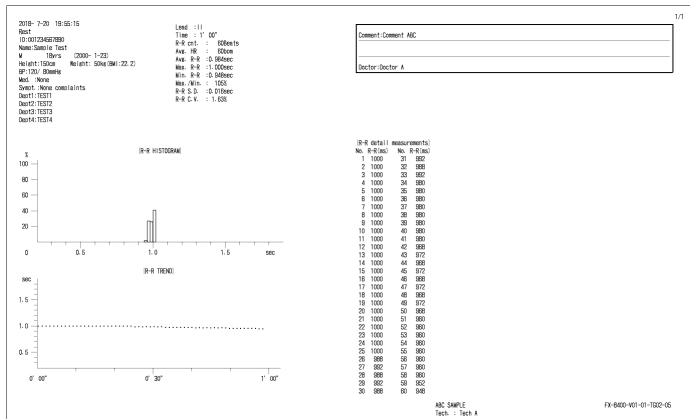 1/1
2018- 7-20 19:55:15
Rest
ID:001234567890
Name:Sample Test
M 18yrs (2000- 1-23)
Height:150cm Weight: 50kg(BMI:22.2)
BP:120/ 80mmHg
Med. :None
Sympt.:None complaints
Dept1:TEST1
Dept2:TEST2
Dept3:TEST3
Dept4:TEST4
Lead :II
Time : 1' 00"
R-R cnt. : 60Beats
Avg. HR : 60bpm
Avg. R-R :0.984sec
Max. R-R :1.000sec
Min. R-R :0.948sec
Max./Min. : 105%
R-R S.D. :0.016sec
R-R C.V. : 1.63%
Comment:Comment ABC
Doctor:Doctor A
[R-R HISTOGRAM]
%
100
80
60
40
20
0 0.5 1.0 1.5 sec
[R-R TREND]
sec
1.5
1.0
0.5
0' 00" 0' 30" 1' 00"
[R-R detail measurements]
No. R-R(ms) No. R-R(ms)
1 1000 31 992
2 1000 32 988
3 1000 33 992
4 1000 34 980
5 1000 35 980
6 1000 36 980
7 1000 37 980
8 1000 38 980
9 1000 39 980
10 1000 40 980
11 1000 41 980
12 1000 42 968
13 1000 43 972
14 1000 44 968
15 1000 45 972
16 1000 46 968
17 1000 47 972
18 1000 48 968
19 1000 49 972
20 1000 50 968
21 1000 51 960
22 1000 52 960
23 1000 53 960
24 1000 54 960
25 1000 55 960
26 988 56 960
27 992 57 960
28 988 58 960
29 992 59 952
30 988 60 948
ABC SAMPLE
Tech. : Tech A
FX-8400-V01-01-TG02-05